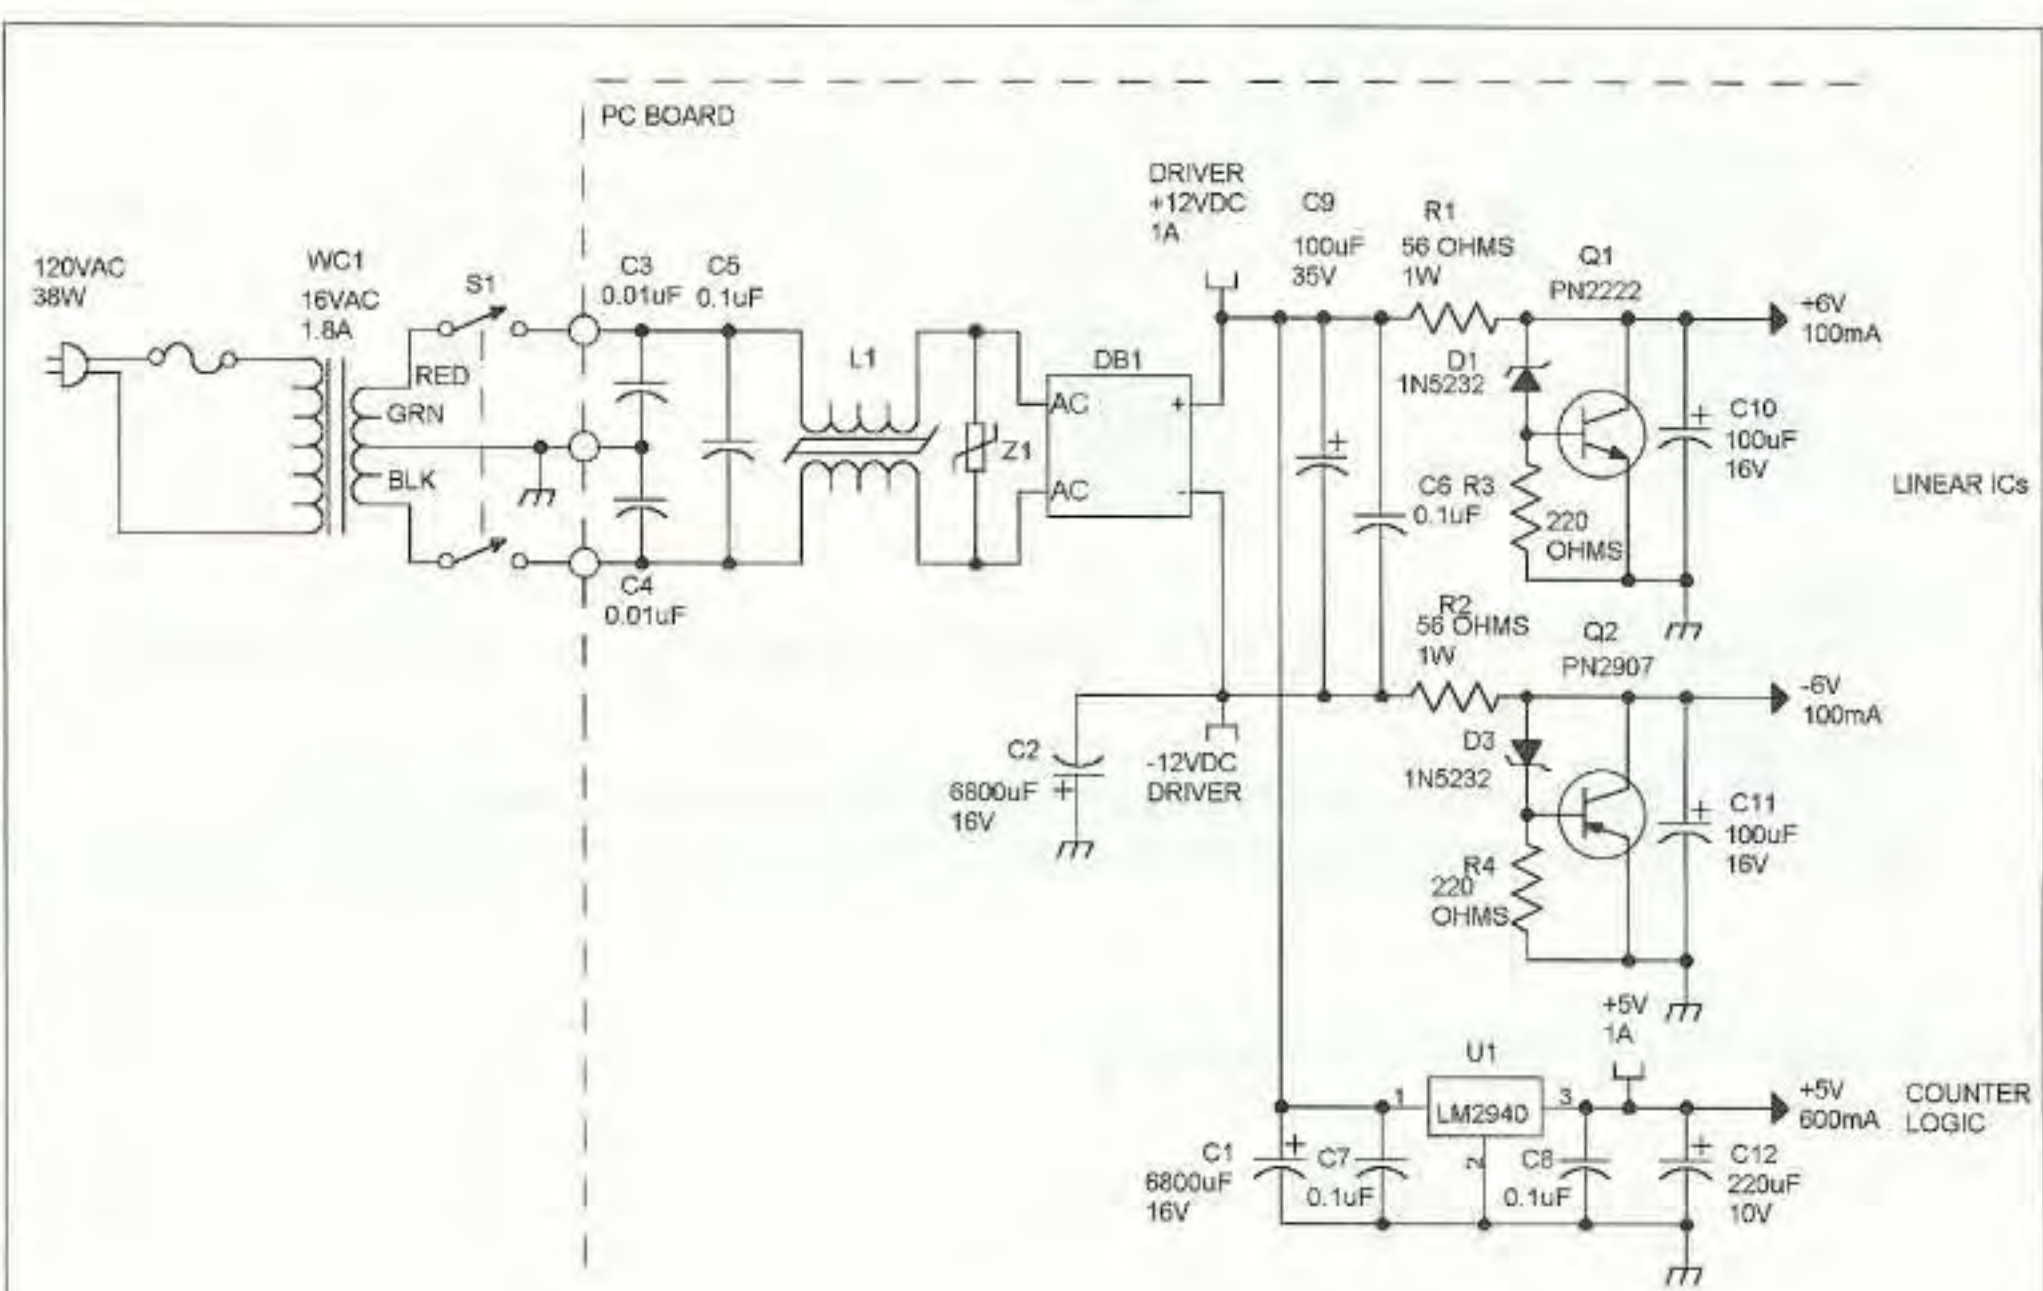 PC BOARD
120VAC
38W
WC1
16VAC
1.8A
RED
GRN
BLK
S1
C3
0.01uF
C5
0.1uF
C4
0.01uF
L1
Z1
DB1
AC
+
AC
-
DRIVER
+12VDC
1A
C9
100uF
35V
+
R1
56 OHMS
1W
Q1
PN2222
+6V
100mA
D1
1N5232
C6
0.1uF
R3
220
OHMS
+
C10
100uF
16V
LINEAR ICs
R2
56 OHMS
1W
Q2
PN2907
-6V
100mA
C2
6800uF
16V
+
-12VDC
DRIVER
D3
1N5232
R4
220
OHMS
+
C11
100uF
16V
+5V
1A
U1
1
LM2940
3
2
+5V
600mA
COUNTER
LOGIC
C1
6800uF
16V
+
C7
0.1uF
C8
0.1uF
+
C12
220uF
10V